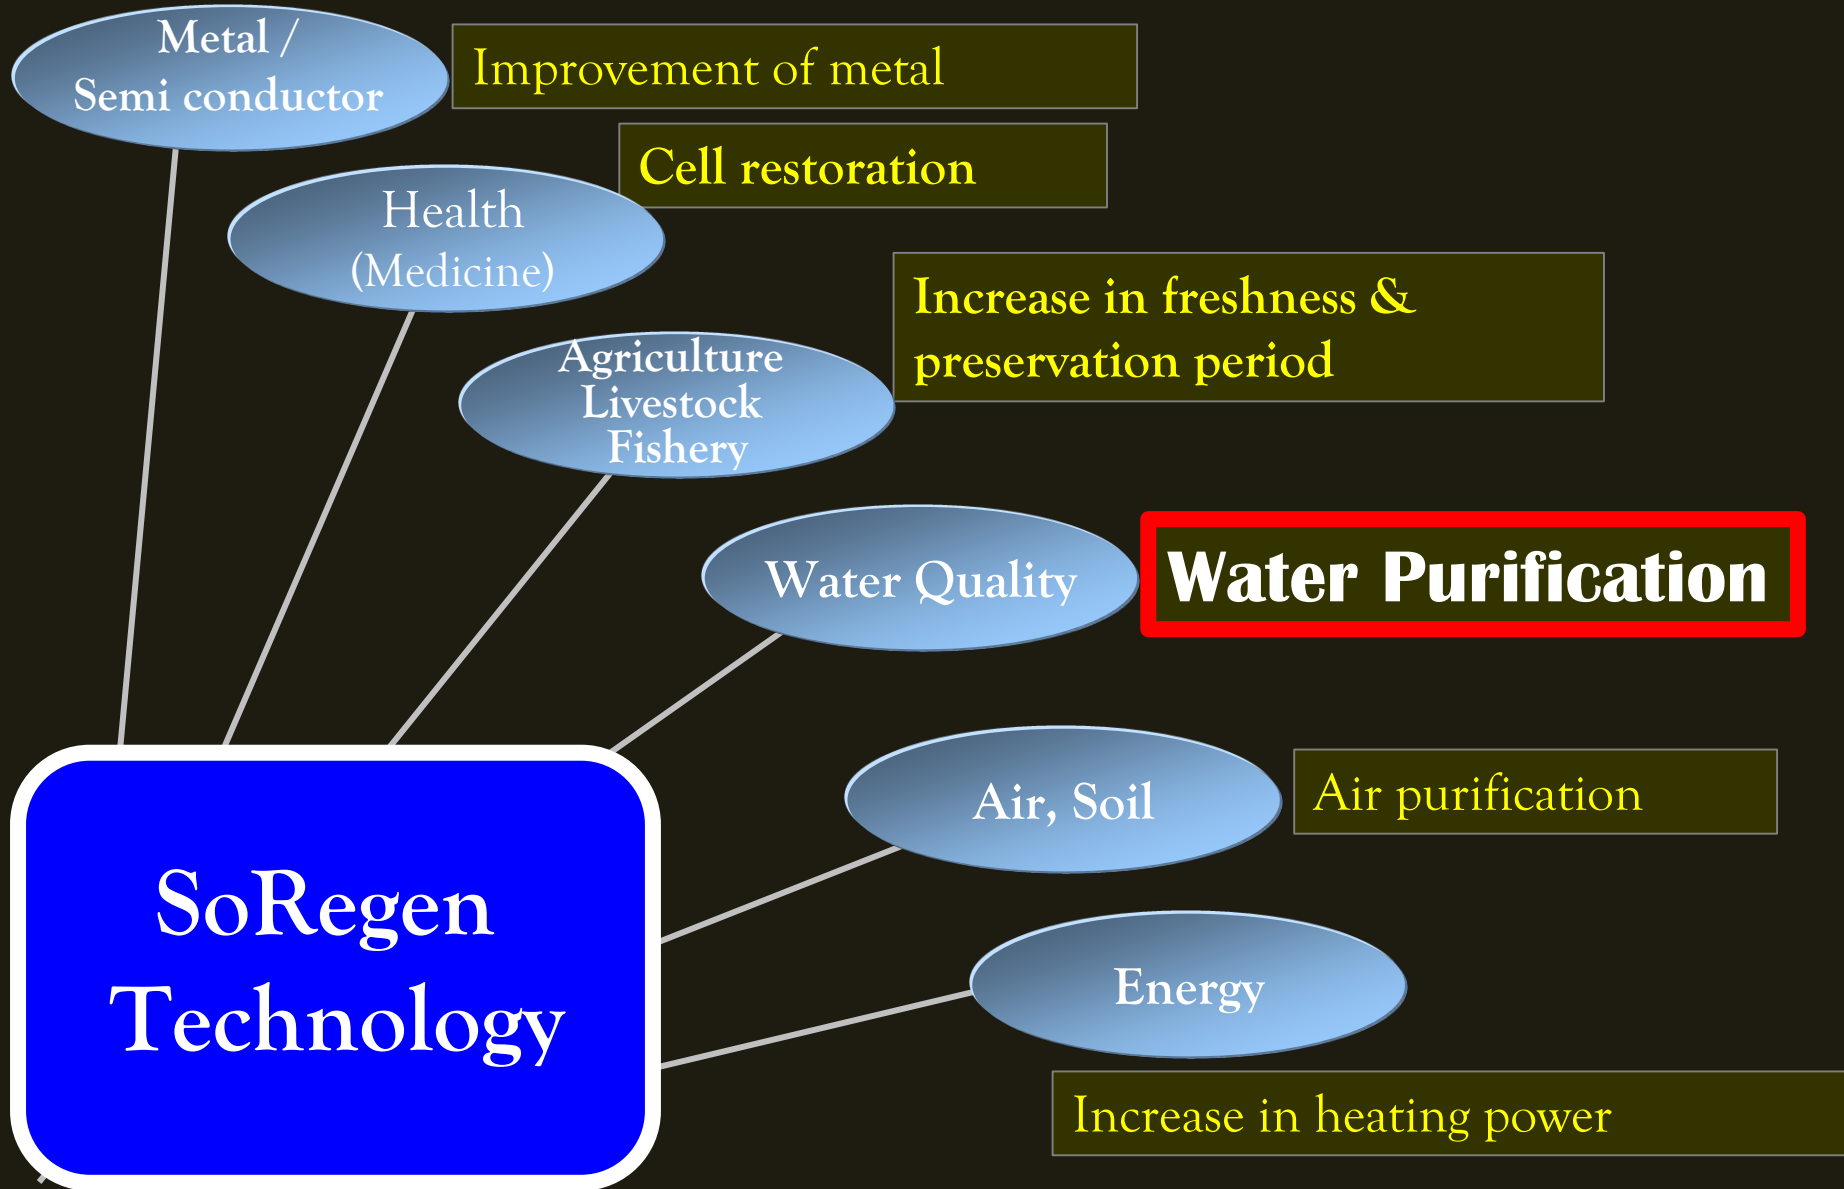 Metal /
Semi conductor
Improvement of metal
Cell restoration
Health
(Medicine)
Increase in freshness &
preservation period
Agriculture
Livestock
Fishery
Water Quality
Water Purification
Air, Soil
Air purification
SoRegen
Technology
Energy
Increase in heating power